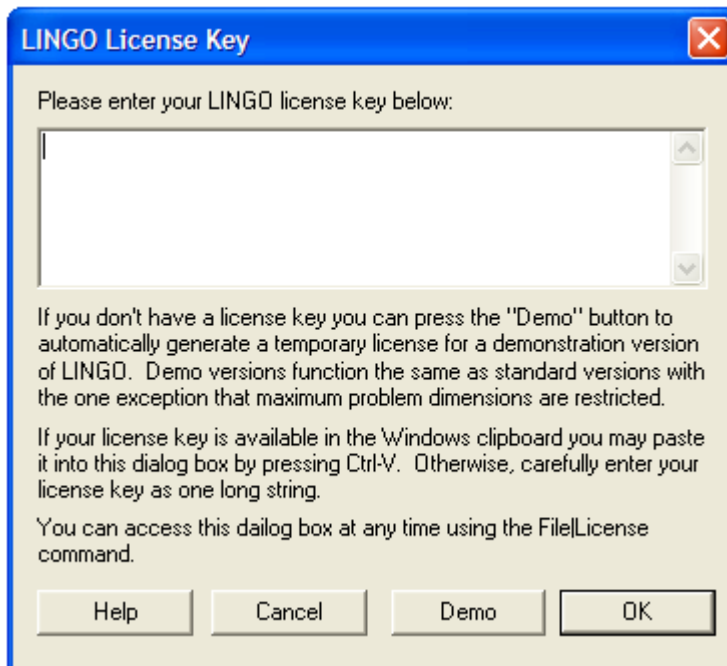 LINGO License Key
Please enter your LINGO license key below:
If you don't have a license key you can press the "Demo" button to
automatically generate a temporary license for a demonstration version
of LINGO.  Demo versions function the same as standard versions with
the one exception that maximum problem dimensions are restricted.
If your license key is available in the Windows clipboard you may paste
it into this dialog box by pressing Ctrl-V.  Otherwise, carefully enter your
license key as one long string.
You can access this dailog box at any time using the File|License
command.
Help Cancel Demo OK